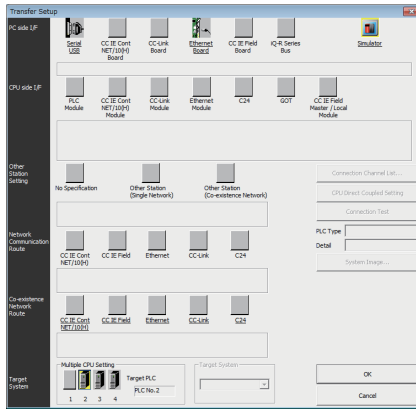 Transfer Setup
PC side I/F
Serial USB
CC IE Cont NET/10(H) Board
CC-Link Board
Ethernet Board
CC IE Field Board
iQ-R Series Bus
Simulator
CPU side I/F
PLC Module
CC IE Cont NET/10(H) Module
CC-Link Module
Ethernet Module
C24
GOT
CC IE Field Master / Local Module
Other Station Setting
No Specification
Other Station (Single Network)
Other Station (Co-existence Network)
Connection Channel List...
CPU Direct Coupled Setting
Connection Test
PLC Type
Detail
System Image...
Network Communication Route
CC IE Cont NET/10(H)
CC IE Field
Ethernet
CC-Link
C24
Co-existence Network Route
CC IE Cont NET/10(H)
CC IE Field
Ethernet
CC-Link
C24
Target System
Multiple CPU Setting
1 2 3 4
Target PLC
PLC No.2
Target System
OK
Cancel